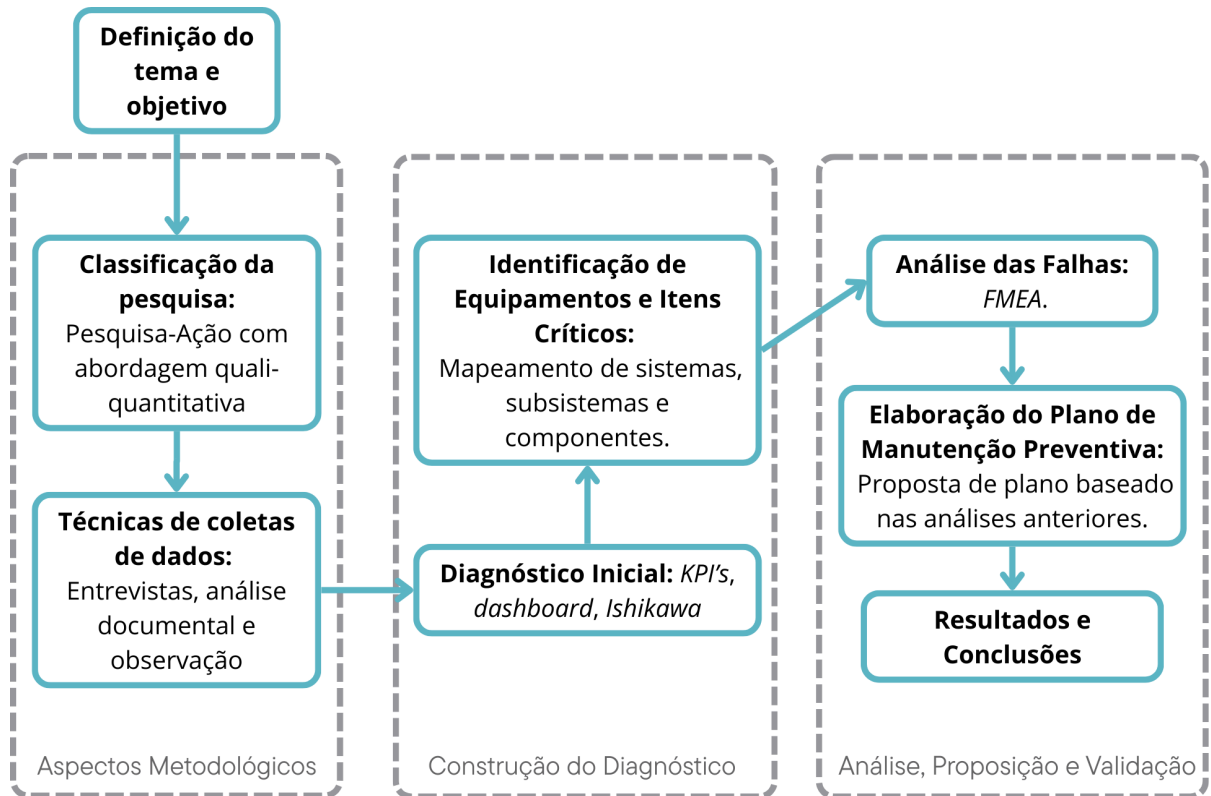 Definição do
tema e
objetivo
Classificação da
pesquisa:
Pesquisa-Ação com
abordagem quali-
quantitativa
Técnicas de coletas
de dados:
Entrevistas, análise
documental e
observação
Aspectos Metodológicos
Identificação de
Equipamentos e Itens
Críticos:
Mapeamento de sistemas,
subsistemas e
componentes.
Diagnóstico Inicial: KPI’s,
dashboard, Ishikawa
Construção do Diagnóstico
Análise das Falhas:
FMEA.
Elaboração do Plano de
Manutenção Preventiva:
Proposta de plano baseado
nas análises anteriores.
Resultados e
Conclusões
Análise, Proposição e Validação